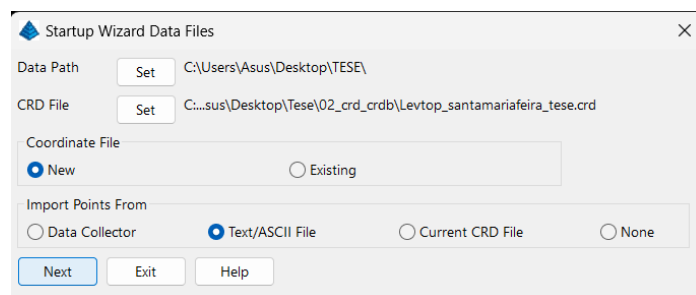 Startup Wizard Data Files
Data Path Set C:\Users\Asus\Desktop\TESE\
CRD File Set C:...sus\Desktop\Tese\02_crd_crdb\Levtop_santamariafeira_tese.crd
Coordinate File
New Existing
Import Points From
Data Collector Text/ASCII File Current CRD File None
Next Exit Help